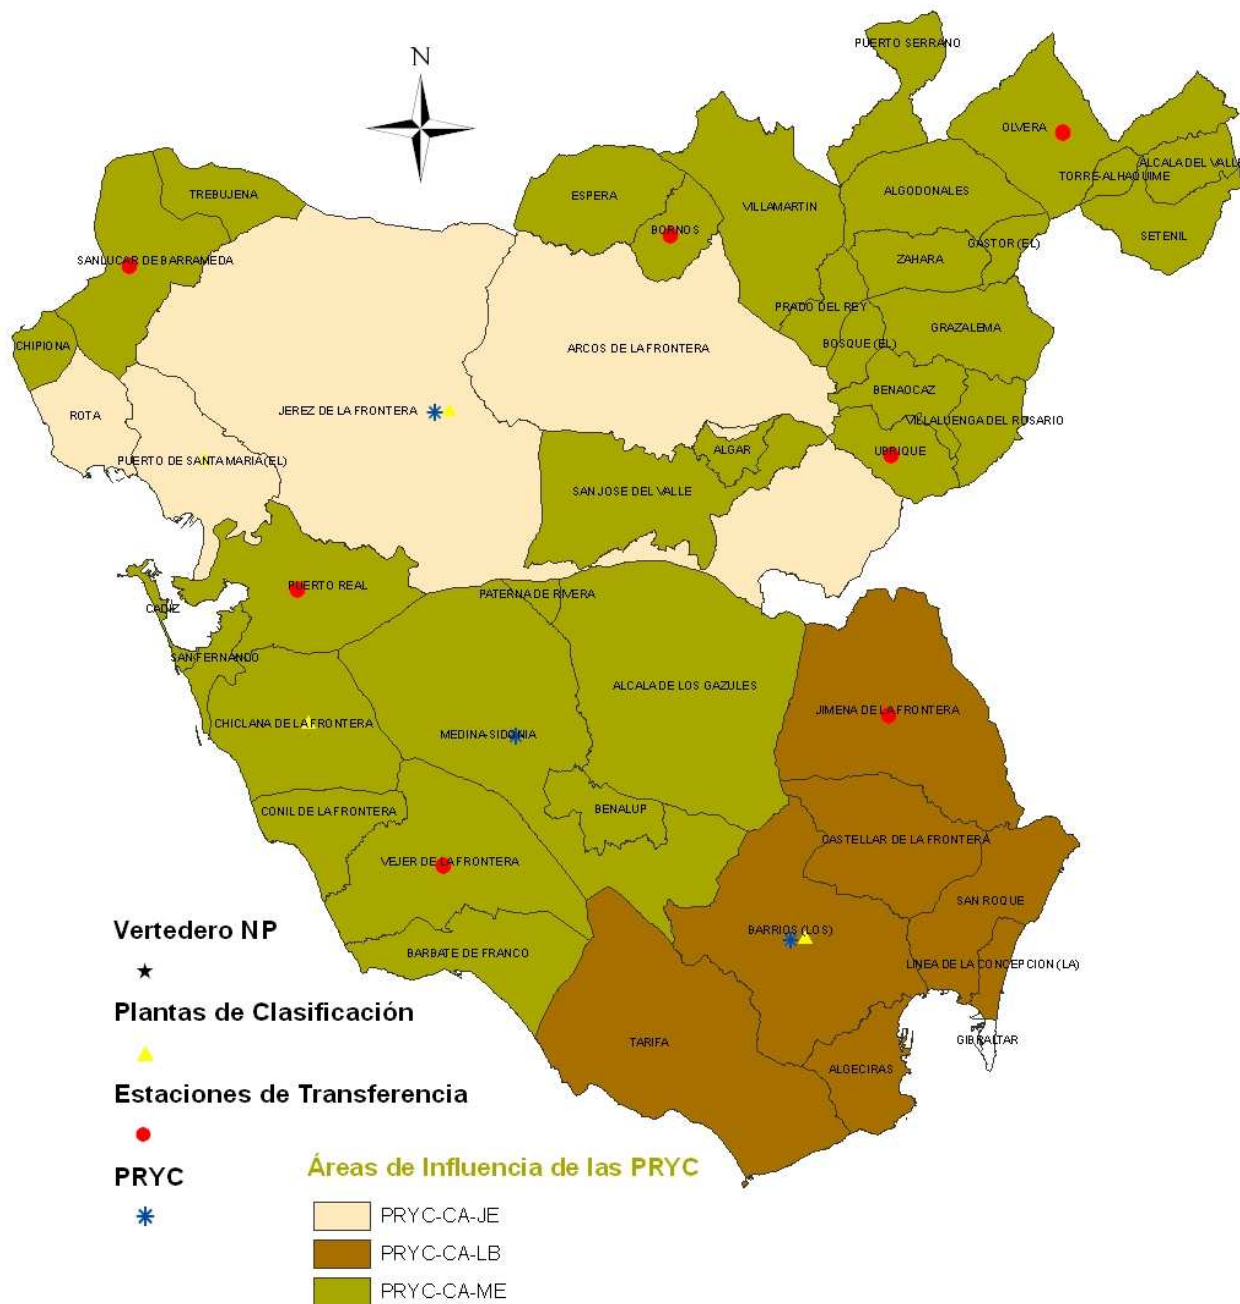 N
PUERTO SERRANO
OLVERA
ALCALA DEL VALLE
TORRE-ALHAQUIME
TREBUJENA
ESPERA
ALGODONALES
VILLAMARTIN
BORNOS
SETENIL
GASTOR (EL)
SANLUCAR DE BARRAMEDA
ZAHARA
PRADO DEL REY
GRAZALEMA
CHIPIONA
BOSQUE (EL)
ARCOS DE LA FRONTERA
BENAOCAZ
ROTA
JEREZ DE LA FRONTERA
VILLALUENGA DEL ROSARIO
ALGAR
UBRIQUE
PUERTO DE SANTA MARIA (EL)
SAN JOSE DEL VALLE
PUERTO REAL
PATERNA DE RIVERA
CADIZ
SAN FERNANDO
ALCALA DE LOS GAZULES
JIMENA DE LA FRONTERA
CHICLANA DE LA FRONTERA
MEDINA-SIDONIA
BENALUP
CONIL DE LA FRONTERA
CASTELLAR DE LA FRONTERA
VEJER DE LA FRONTERA
SAN ROQUE
BARRIOS (LOS)
BARBATE DE FRANCO
LINEA DE LA CONCEPCION (LA)
TARIFA
GIBRALTAR
ALGECIRAS
Vertedero NP
Plantas de Clasificación
Estaciones de Transferencia
PRYC
Áreas de Influencia de las PRYC
PRYC-CA-JE
PRYC-CA-LB
PRYC-CA-ME